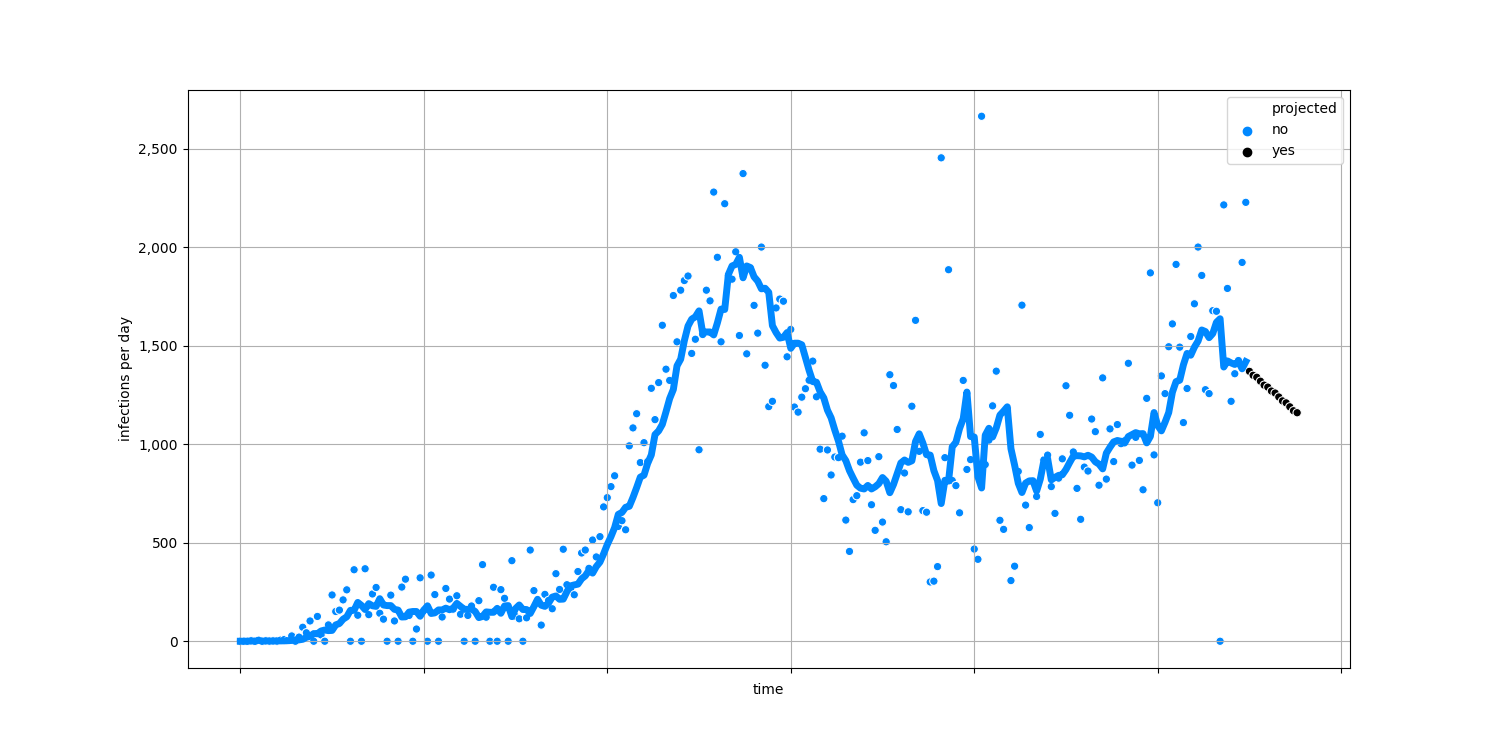 projected
no
yes
2,500
2,000
1,500
1,000
500
0
infections per day
time